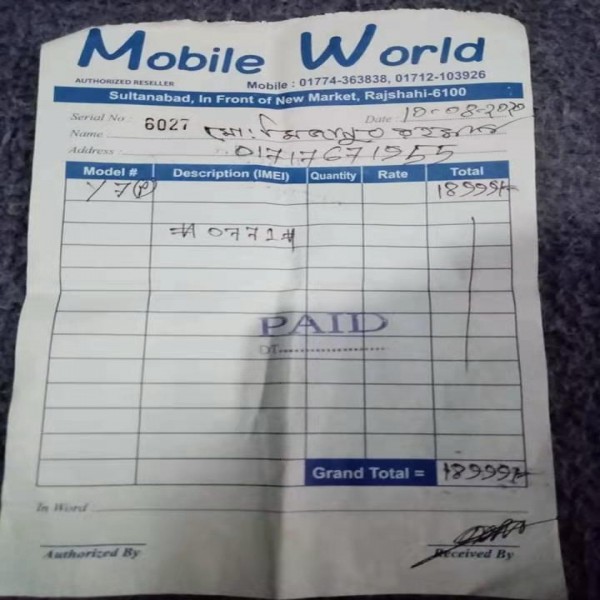 Mobile World
AUTHORIZED RESELLER
Mobile : 01774-363838, 01712-103926
Sultanabad, In Front of New Market, Rajshahi-6100
Serial No 6027 Date 10-08-2020
Name মো:
Address 01717671955
Model # Description (IMEI) Quantity Rate Total
Y7(P) 18999/-
#07721#
PAID
DT
Grand Total = 18999/-
In Word
Authorized By Received By